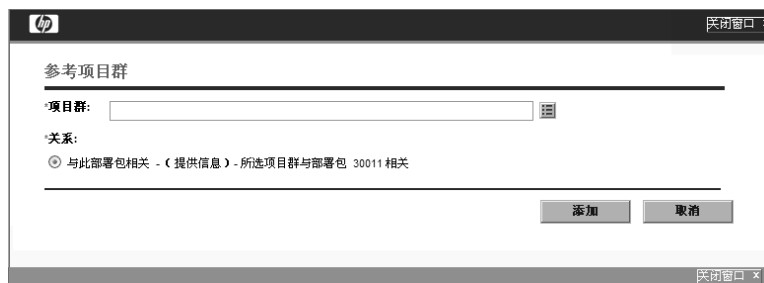 hp
关闭窗口
参考项目群
*项目群:
*关系:
与此部署包相关 - (提供信息) - 所选项目群与部署包 30011 相关
添加 取消
关闭窗口 x